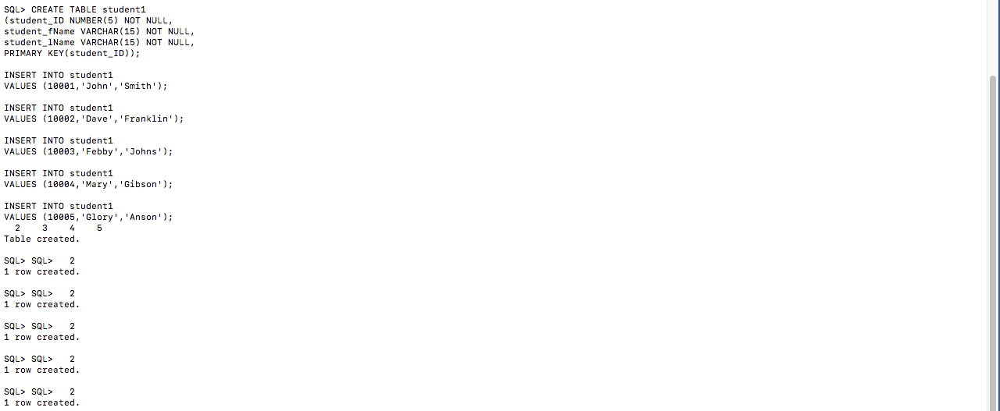 SQL> CREATE TABLE student1
(student_ID NUMBER(5) NOT NULL,
student_fName VARCHAR(15) NOT NULL,
student_lName VARCHAR(15) NOT NULL,
PRIMARY KEY(student_ID));
INSERT INTO student1
VALUES (10001,'John','Smith');
INSERT INTO student1
VALUES (10002,'Dave','Franklin');
INSERT INTO student1
VALUES (10003,'Febby','Johns');
INSERT INTO student1
VALUES (10004,'Mary','Gibson');
INSERT INTO student1
VALUES (10005,'Glory','Anson');
2    3    4    5
Table created.
SQL> SQL>   2
1 row created.
SQL> SQL>   2
1 row created.
SQL> SQL>   2
1 row created.
SQL> SQL>   2
1 row created.
SQL> SQL>   2
1 row created.